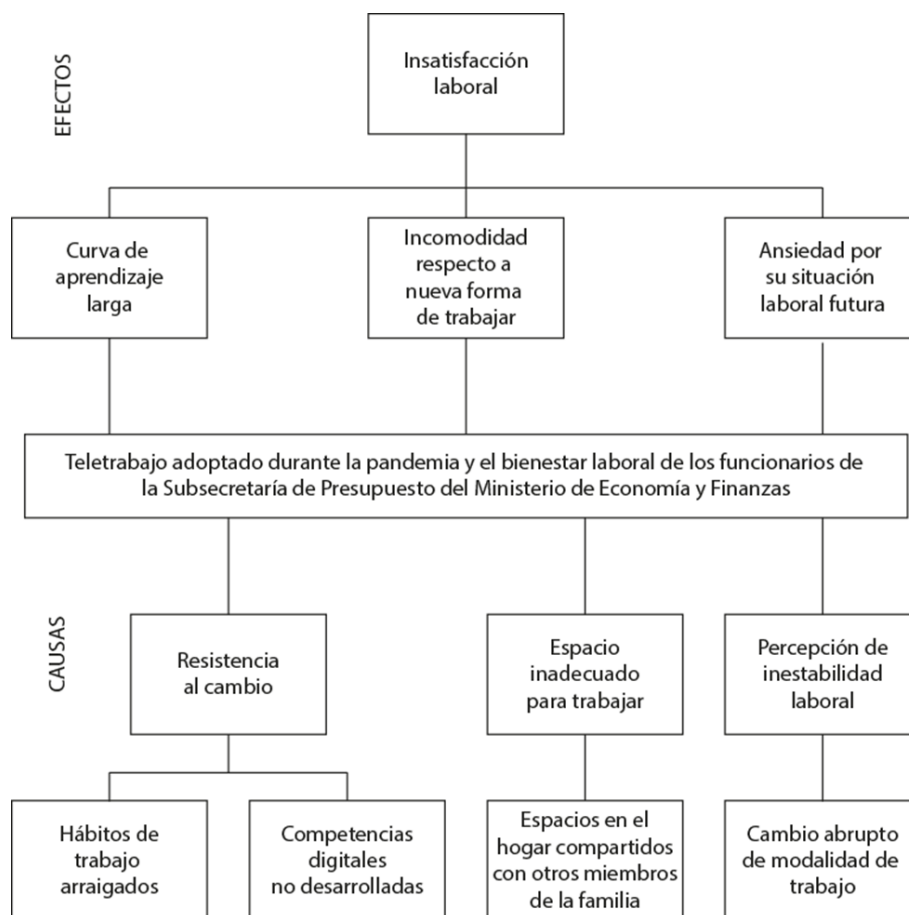 EFECTOS
Insatisfacción
laboral
Curva de
aprendizaje
larga
Incomodidad
respecto a
nueva forma
de trabajar
Ansiedad por
su situación
laboral futura
Teletrabajo adoptado durante la pandemia y el bienestar laboral de los funcionarios de
la Subsecretaría de Presupuesto del Ministerio de Economía y Finanzas
CAUSAS
Resistencia
al cambio
Espacio
inadecuado
para trabajar
Percepción de
inestabilidad
laboral
Hábitos de
trabajo
arraigados
Competencias
digitales
no desarrolladas
Espacios en el
hogar compartidos
con otros miembros
de la familia
Cambio abrupto
de modalidad de
trabajo